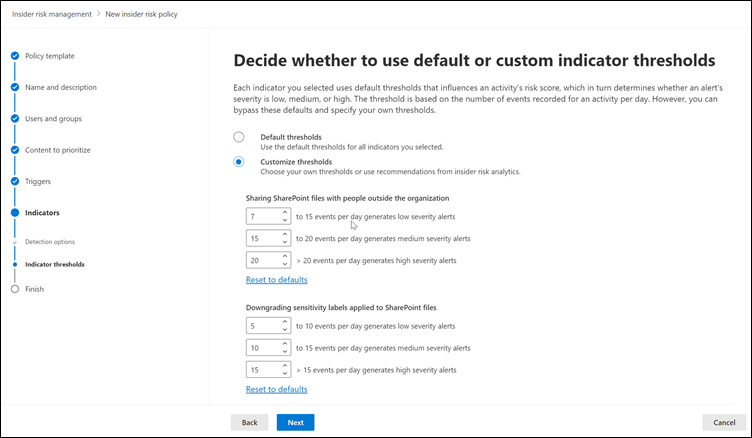 Insider risk management > New insider risk policy
Policy template
Name and description
Users and groups
Content to prioritize
Triggers
Indicators
Detection options
Indicator thresholds
Finish
Decide whether to use default or custom indicator thresholds
Each indicator you selected uses default thresholds that influences an activity's risk score, which in turn determines whether an alert's
severity is low, medium, or high. The threshold is based on the number of events recorded for an activity per day. However, you can
bypass these defaults and specify your own thresholds.
Default thresholds
Use the default thresholds for all indicators you selected.
Customize thresholds
Choose your own thresholds or use recommendations from insider risk analytics.
Sharing SharePoint files with people outside the organization
7 to 15 events per day generates low severity alerts
15 to 20 events per day generates medium severity alerts
20 > 20 events per day generates high severity alerts
Reset to defaults
Downgrading sensitivity labels applied to SharePoint files
5 to 10 events per day generates low severity alerts
10 to 15 events per day generates medium severity alerts
15 > 15 events per day generates high severity alerts
Reset to defaults
Back Next Cancel